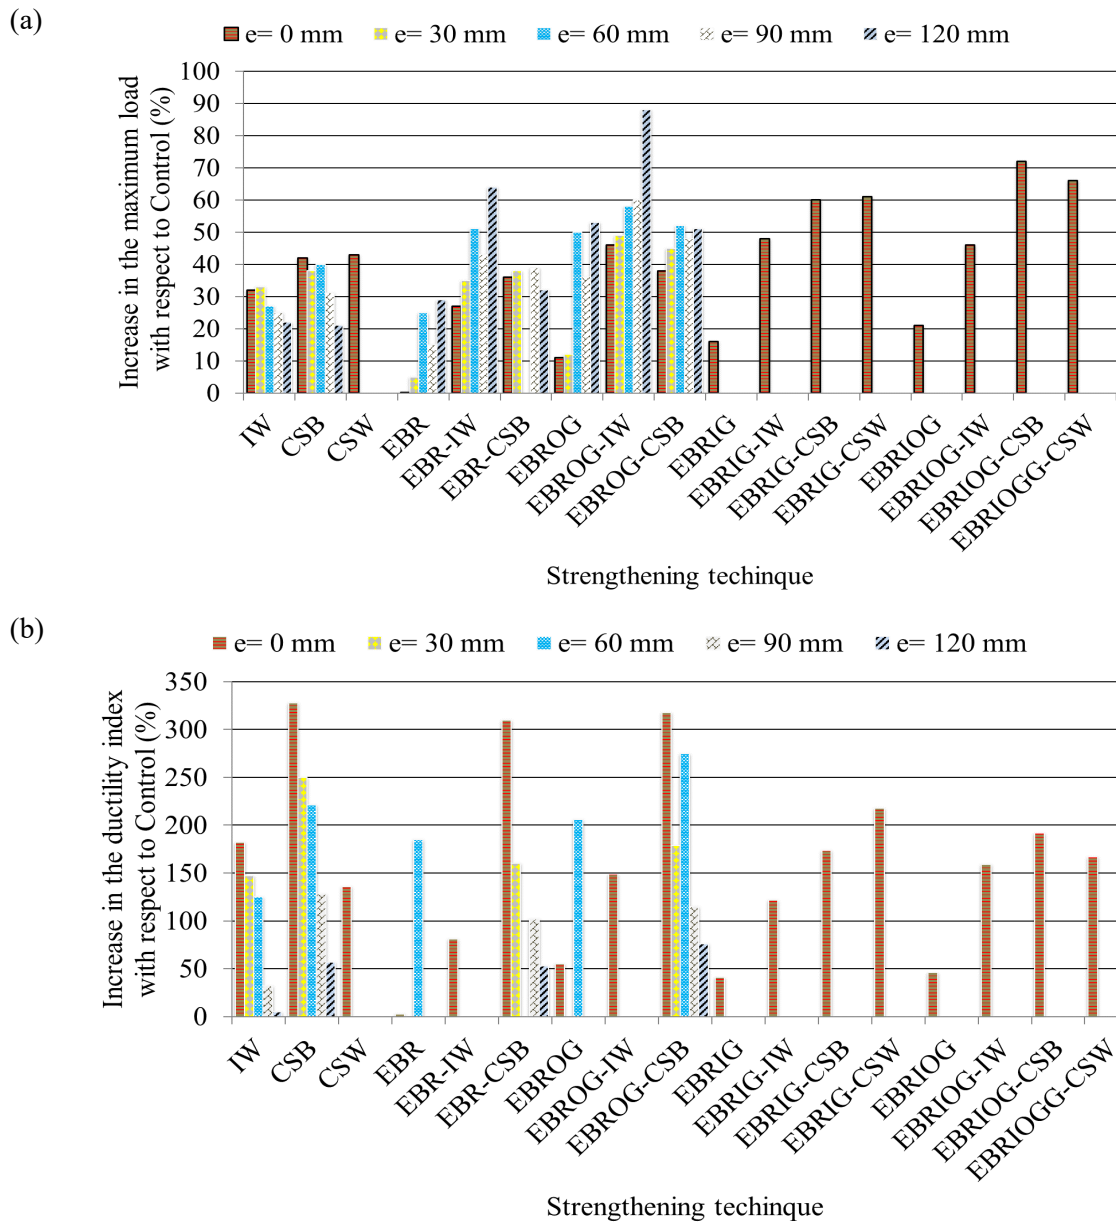 (a)
e= 0 mm e= 30 mm e= 60 mm e= 90 mm e= 120 mm
Increase in the maximum load
with respect to Control (%)
100
90
80
70
60
50
40
30
20
10
0
IW
CSB
CSW
EBR
EBR-IW
EBR-CSB
EBROG
EBROG-IW
EBROG-CSB
EBRIG
EBRIG-IW
EBRIG-CSB
EBRIG-CSW
EBRIOG
EBRIOG-IW
EBRIOG-CSB
EBRIOGG-CSW
Strengthening techinque
(b)
e= 0 mm e= 30 mm e= 60 mm e= 90 mm e= 120 mm
Increase in the ductility index
with respect to Control (%)
350
300
250
200
150
100
50
0
IW
CSB
CSW
EBR
EBR-IW
EBR-CSB
EBROG
EBROG-IW
EBROG-CSB
EBRIG
EBRIG-IW
EBRIG-CSB
EBRIG-CSW
EBRIOG
EBRIOG-IW
EBRIOG-CSB
EBRIOGG-CSW
Strengthening techinque